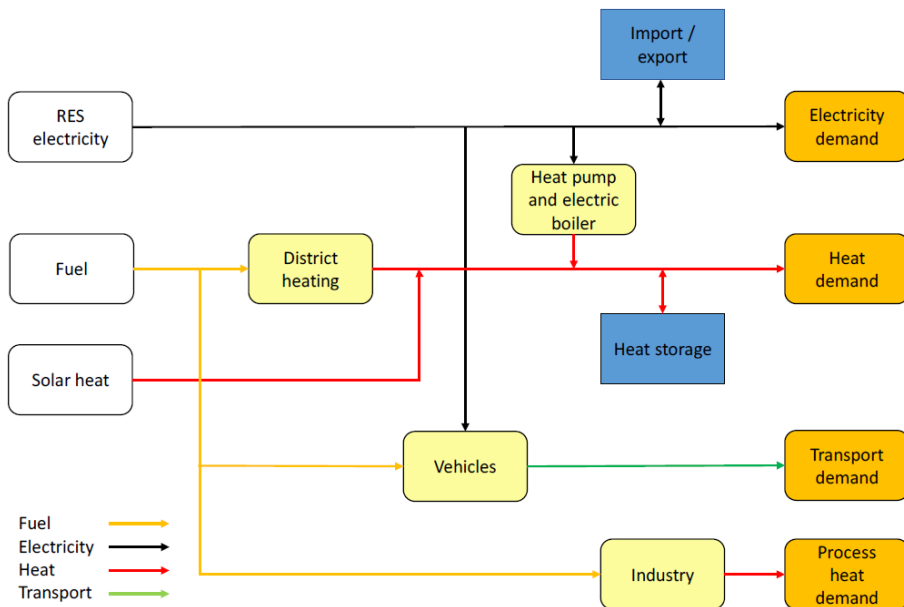 Import /
export
RES
electricity
Electricity
demand
Heat pump
and electric
boiler
Fuel
District
heating
Heat
demand
Solar heat
Heat storage
Vehicles
Transport
demand
Fuel
Electricity
Heat
Transport
Industry
Process
heat
demand